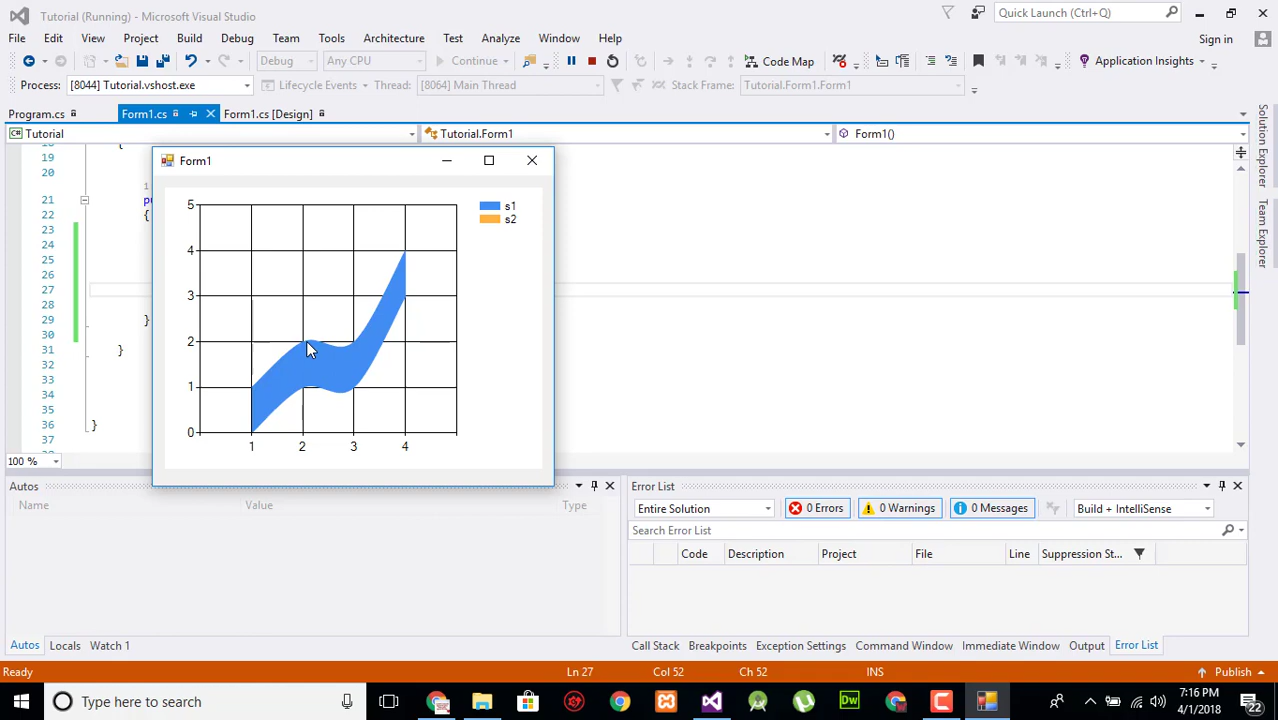 Tutorial (Running) - Microsoft Visual Studio
Quick Launch (Ctrl+Q)
File Edit View Project Build Debug Team Tools Architecture Test Analyze Window Help
Sign in
Debug Any CPU Continue Code Map Application Insights
Process: [8044] Tutorial.vshost.exe Lifecycle Events Thread: [8064] Main Thread Stack Frame: Tutorial.Form1.Form1
Program.cs Form1.cs Form1.cs [Design]
C# Tutorial Tutorial.Form1 Form1()
Solution Explorer
Team Explorer
19
20
21
22 {
23
24
25
26
27
28
29 }
30
31 }
32
33
34
35
36 }
37
Form1
5
4
3
2
1
0
1 2 3 4
s1
s2
100 %
Autos
Name Value Type
Autos Locals Watch 1
Error List
Entire Solution 0 Errors 0 Warnings 0 Messages Build + IntelliSense
Search Error List
Code Description Project File Line Suppression St...
Call Stack Breakpoints Exception Settings Command Window Immediate Window Output Error List
Ready Ln 27 Col 52 Ch 52 INS Publish
Type here to search
Dw
7:16 PM
4/1/2018
22